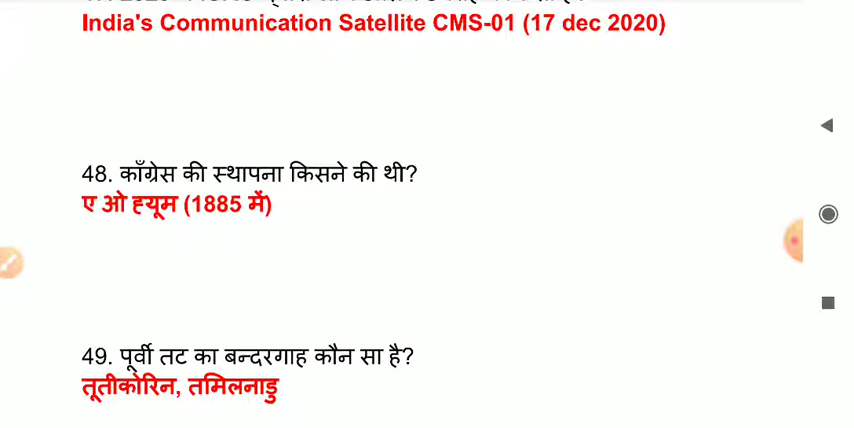 India's Communication Satellite CMS-01 (17 dec 2020)
48. काँग्रेस की स्थापना किसने की थी?
ए ओ ह्यूम (1885 में)
49. पूर्वी तट का बन्दरगाह कौन सा है?
तूतीकोरिन, तमिलनाडु